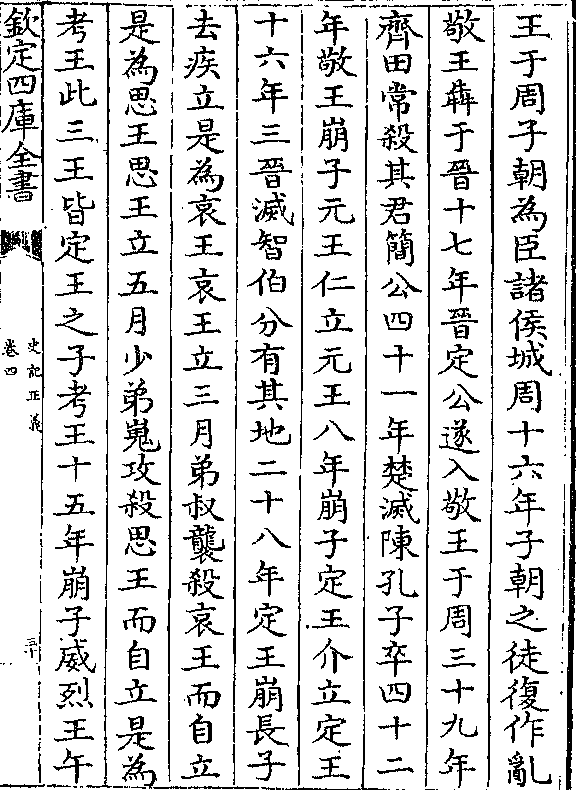 王于周子朝為臣諸侯城周十六年子朝之徒復作亂
敬王犇于晉十七年晉定公遂入敬王于周三十九年
齊田常殺其君簡公四十一年楚滅陳孔子卒四十二
年敬王崩子元王仁立元王八年崩子定王介立定王
十六年三晉滅智伯分有其地二十八年定王崩長子
去疾立是為哀王哀王立三月弟叔襲殺哀王而自立
是為思王思王立五月少弟嵬攻殺思王而自立是為
考王此三王皆定王之子考王十五年崩子威烈王午
欽定四庫全書
史記正義
卷四
三十